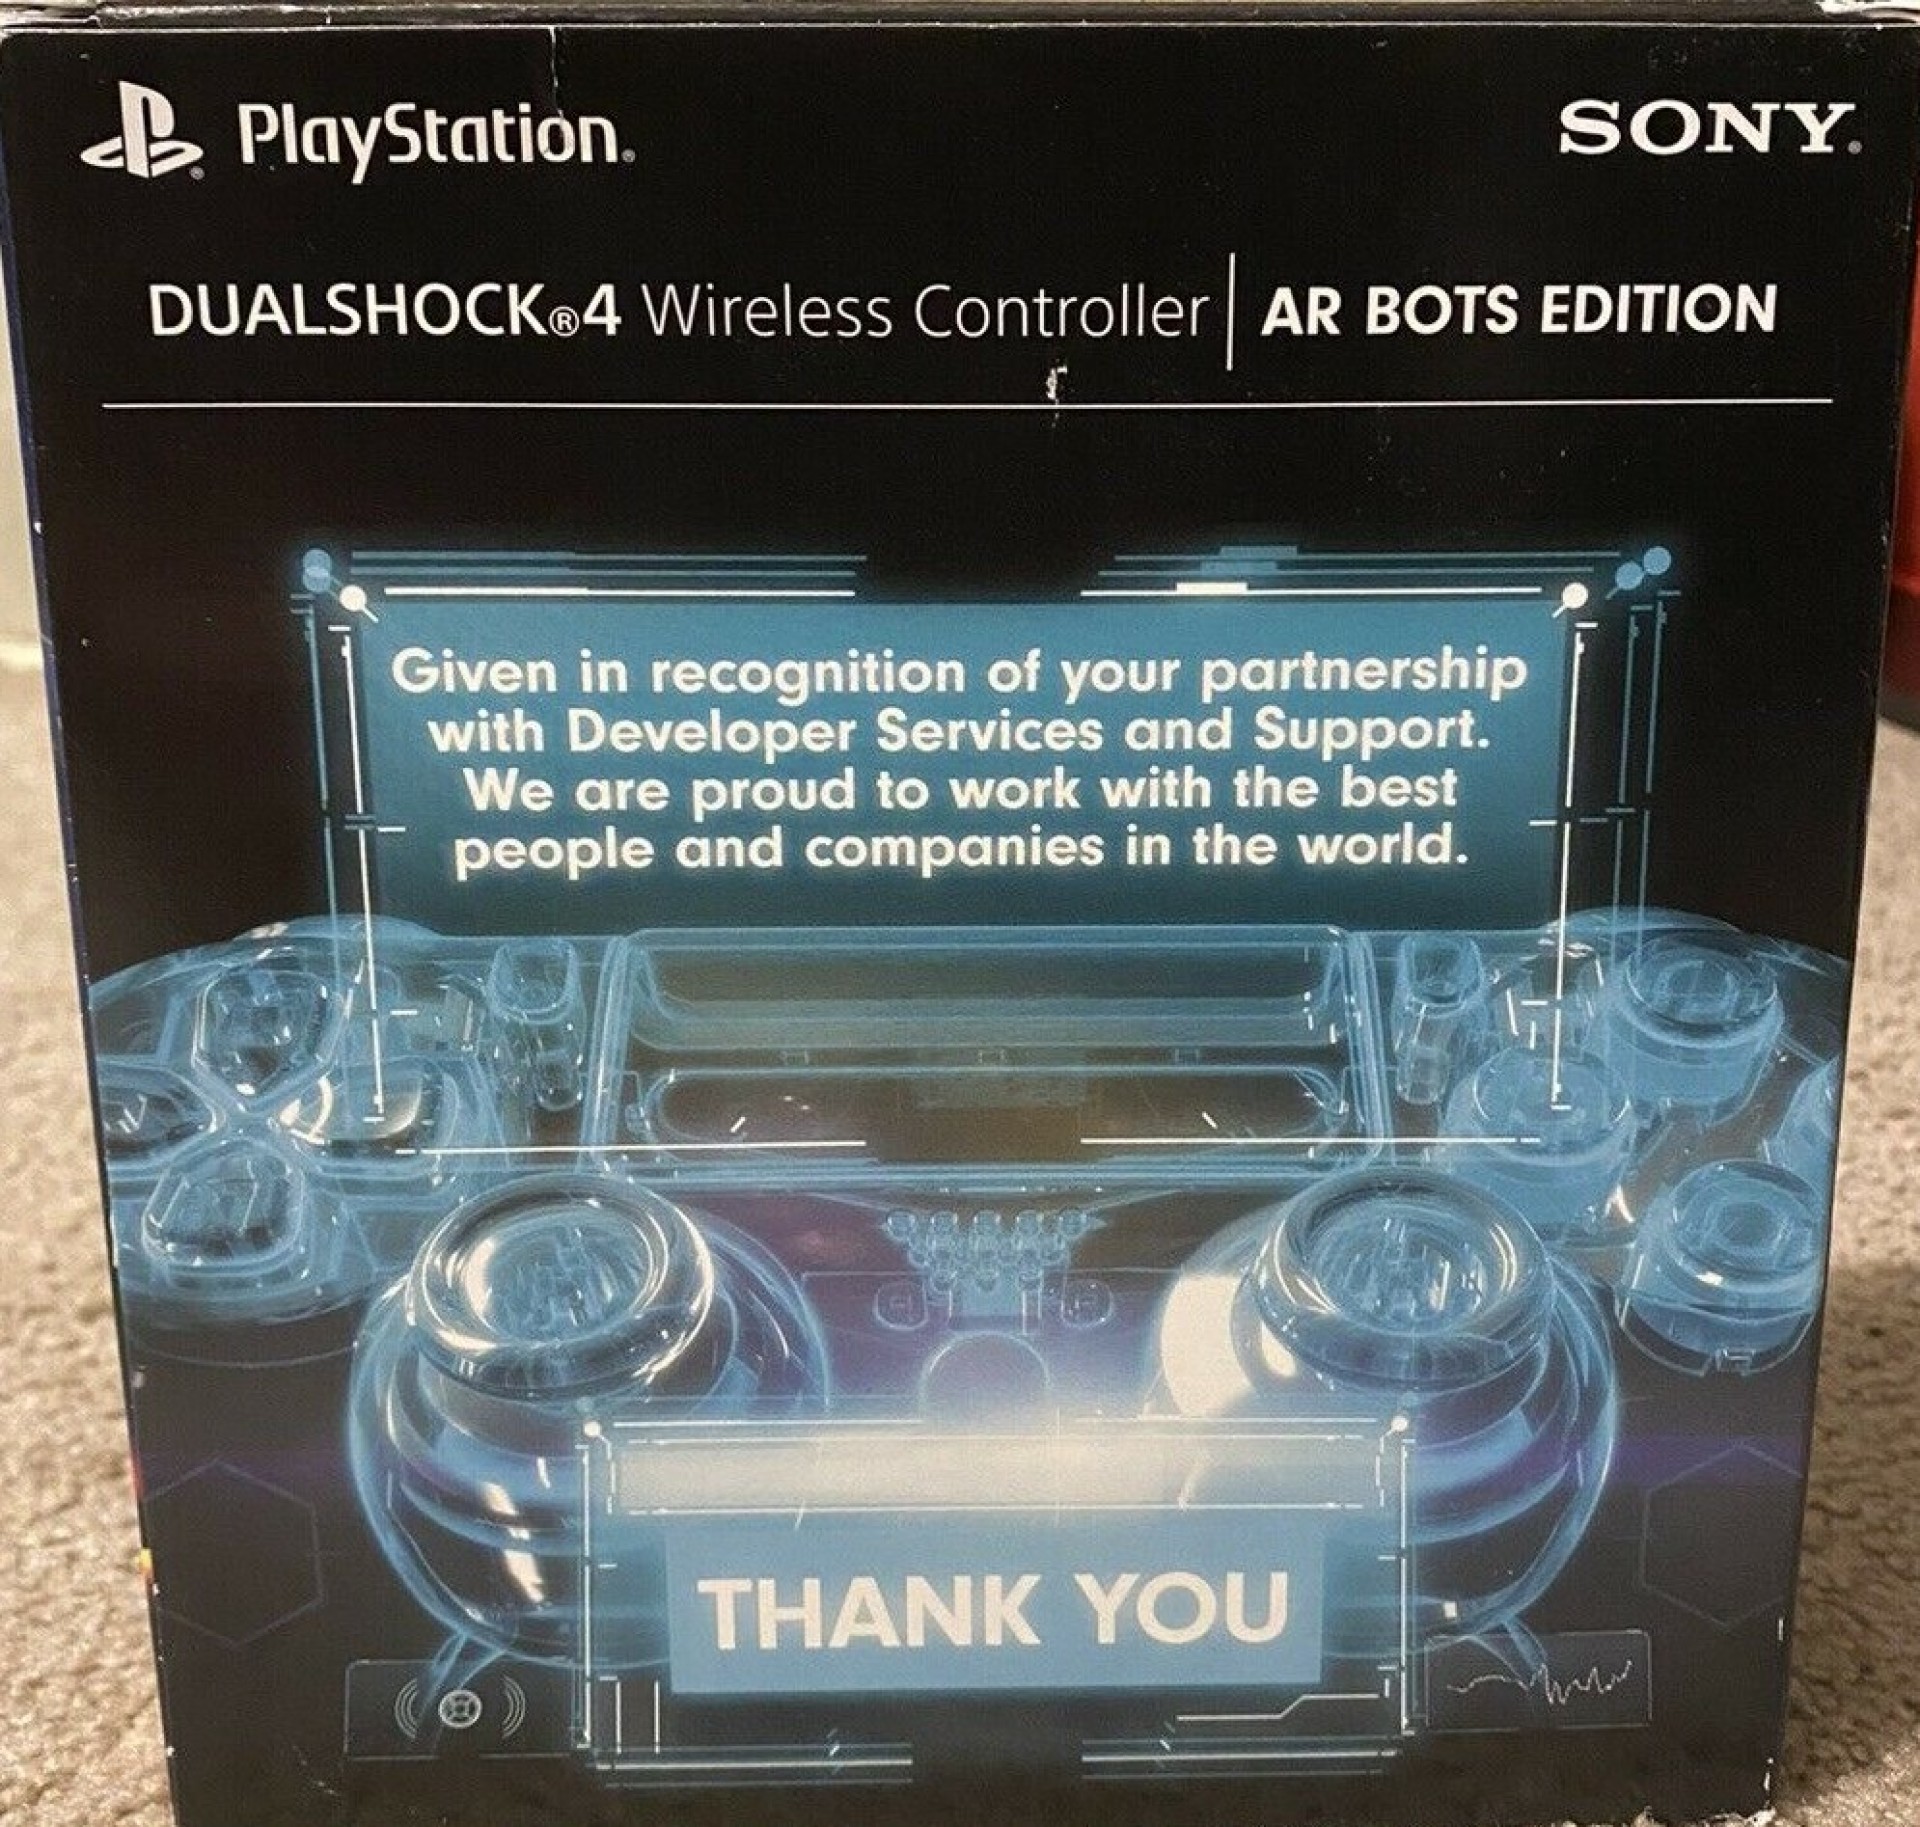 PlayStation®
SONY®
DUALSHOCK®4 Wireless Controller | AR BOTS EDITION
Given in recognition of your partnership
with Developer Services and Support.
We are proud to work with the best
people and companies in the world.
THANK YOU